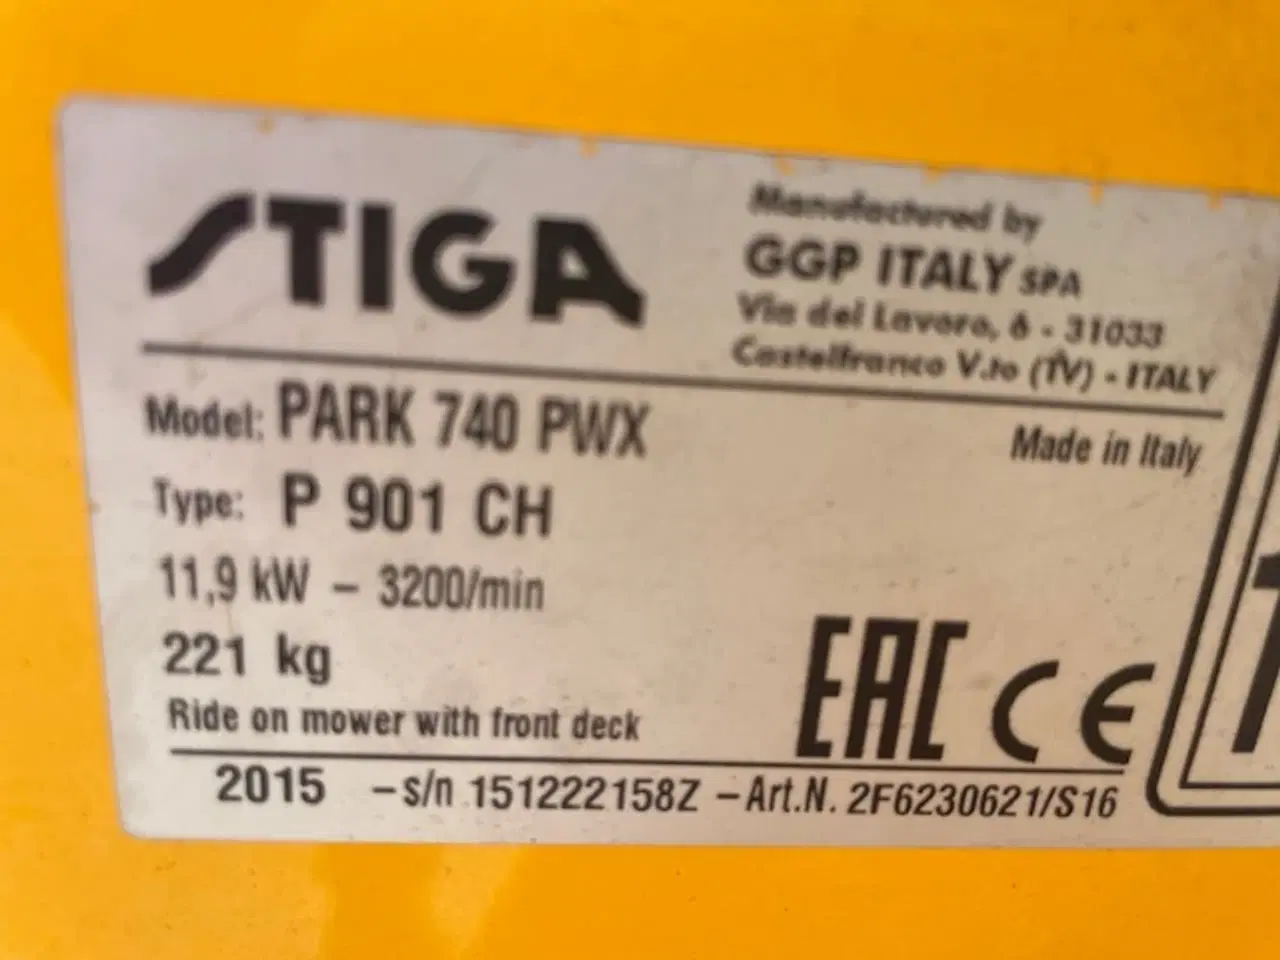 STIGA
Manufactured by
GGP ITALY SPA
Via del Lavoro, 6 - 31033
Castelfranco V.to (TV) - ITALY
Model: PARK 740 PWX
Made in Italy
Type: P 901 CH
11,9 kW - 3200/min
221 kg
Ride on mower with front deck
EAC CE
2015 -s/n 151222158Z -Art.N. 2F6230621/S16